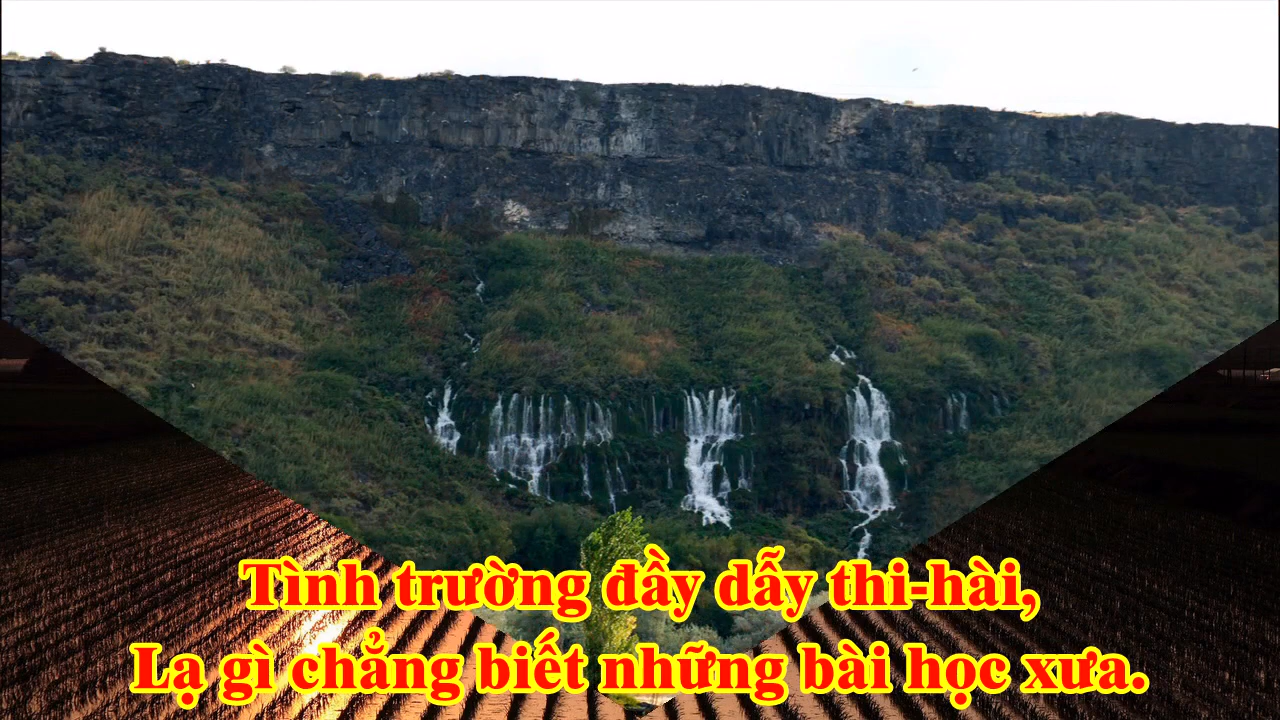 Tình trường đầy dẫy thi-hài,
Lạ gì chẳng biết những bài học xưa.